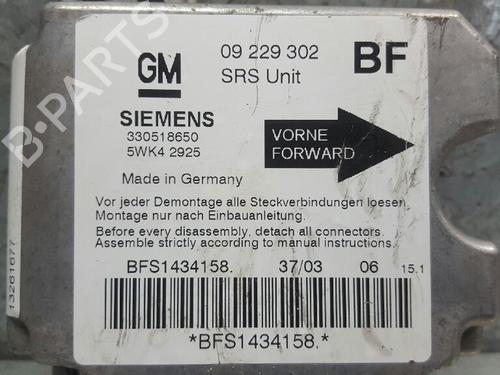 GM
09 229 302
BF
SRS Unit
SIEMENS
330518650
5WK4 2925
VORNE
FORWARD
Made in Germany
Vor jeder Demontage alle Steckverbindungen loesen.
Montage nur nach Einbauanleitung.
Before every disassembly, detach all connectors.
Assemble strictly according to manual instructions.
BFS1434158. 37/03 06 15.1
*BFS1434158.*
13261677
B-PARTS